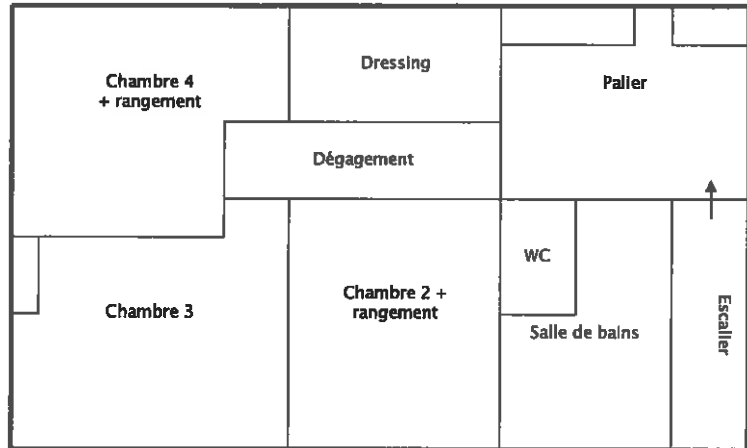 Chambre 4
+ rangement
Dressing
Palier
Dégagement
WC
Chambre 3
Chambre 2 +
rangement
Salle de bains
Escalier